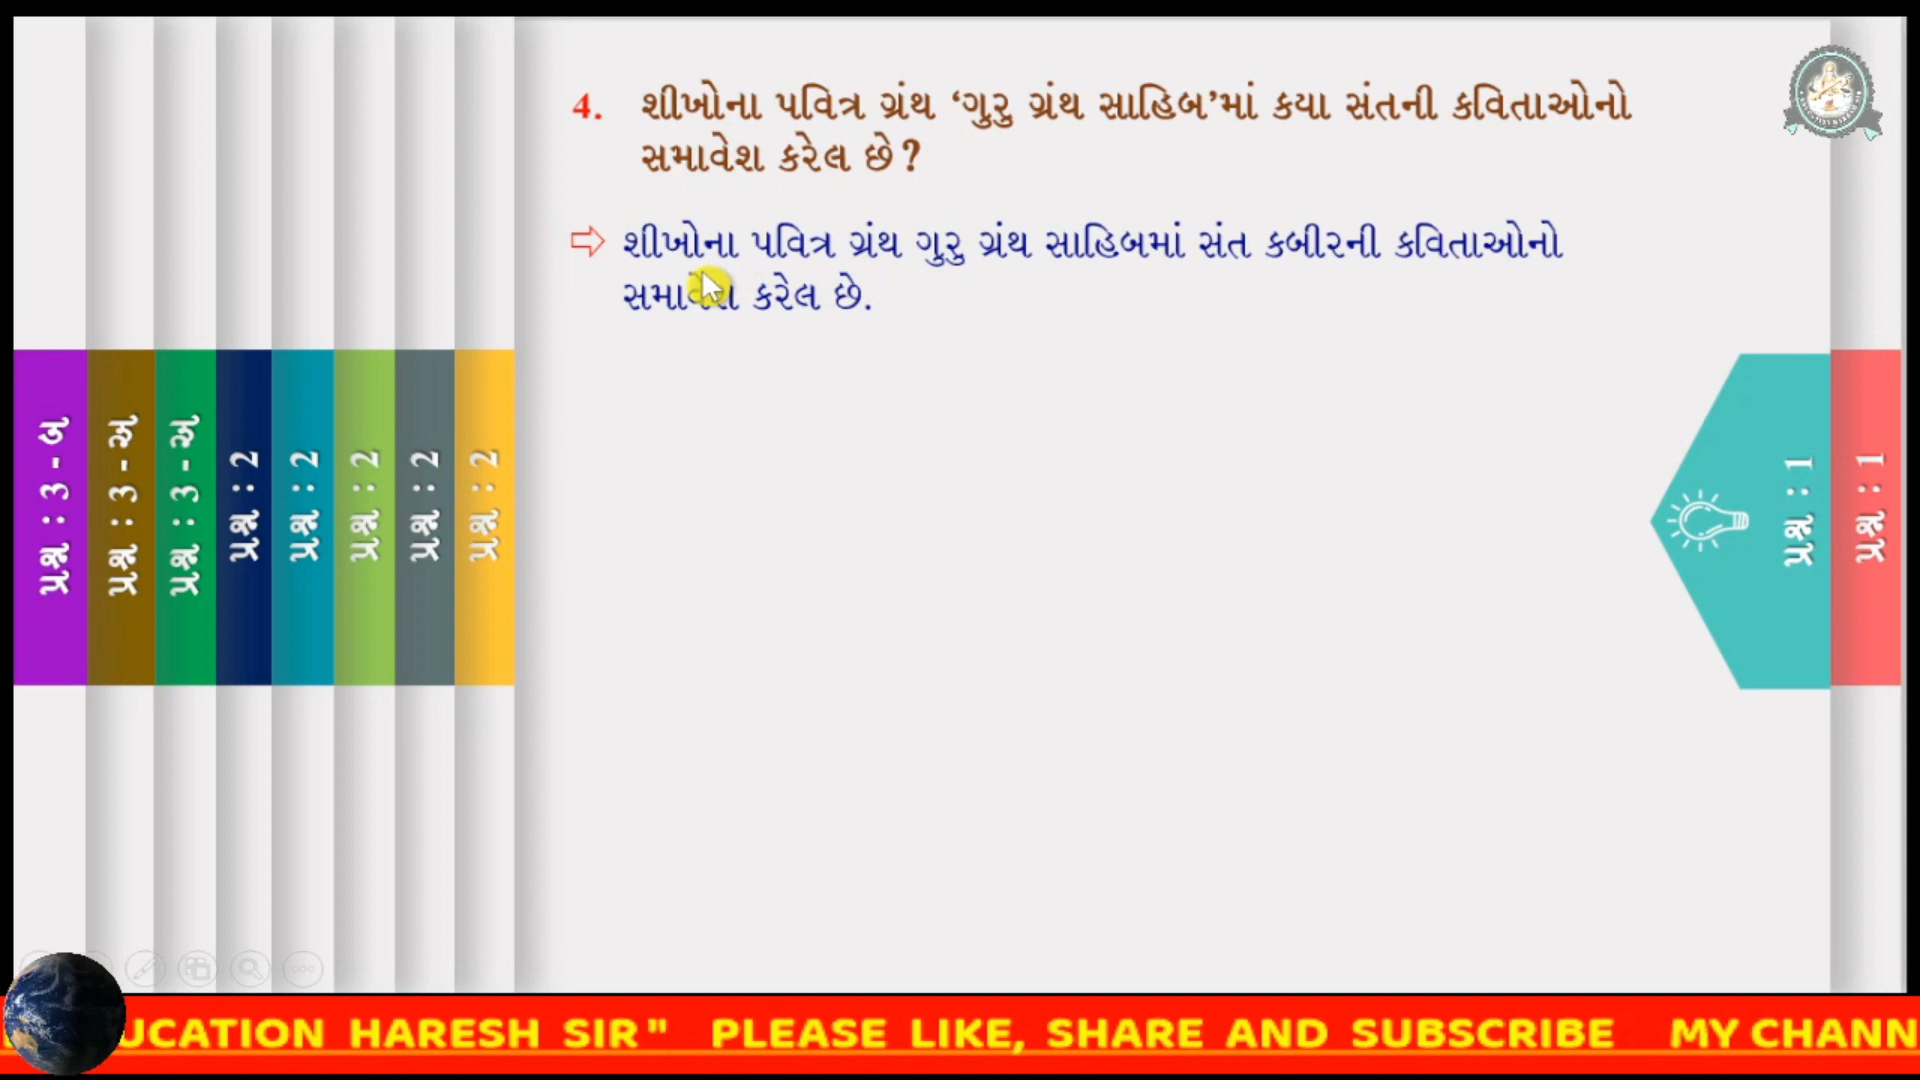 4. શીખોના પવિત્ર ગ્રંથ ‘ગુરુ ગ્રંથ સાહિબ’માં કયા સંતની કવિતાઓનો
સમાવેશ કરેલ છે?
⇨ શીખોના પવિત્ર ગ્રંથ ગુરુ ગ્રંથ સાહિબમાં સંત કબીરની કવિતાઓનો
સમાવેશ કરેલ છે.
પ્રશ્ન : 3 - બ
પ્રશ્ન : 3 - અ
પ્રશ્ન : 3 - અ
પ્રશ્ન : 2
પ્રશ્ન : 2
પ્રશ્ન : 2
પ્રશ્ન : 2
પ્રશ્ન : 2
પ્રશ્ન : 1
પ્રશ્ન : 1
UCATION HARESH SIR" PLEASE LIKE, SHARE AND SUBSCRIBE MY CHANN